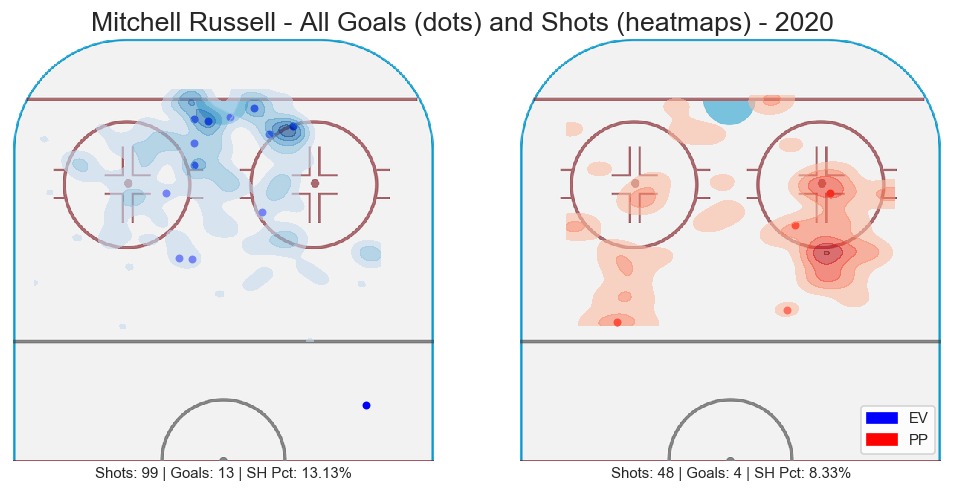 Mitchell Russell - All Goals (dots) and Shots (heatmaps) - 2020
EV
PP
Shots: 99 | Goals: 13 | SH Pct: 13.13%
Shots: 48 | Goals: 4 | SH Pct: 8.33%